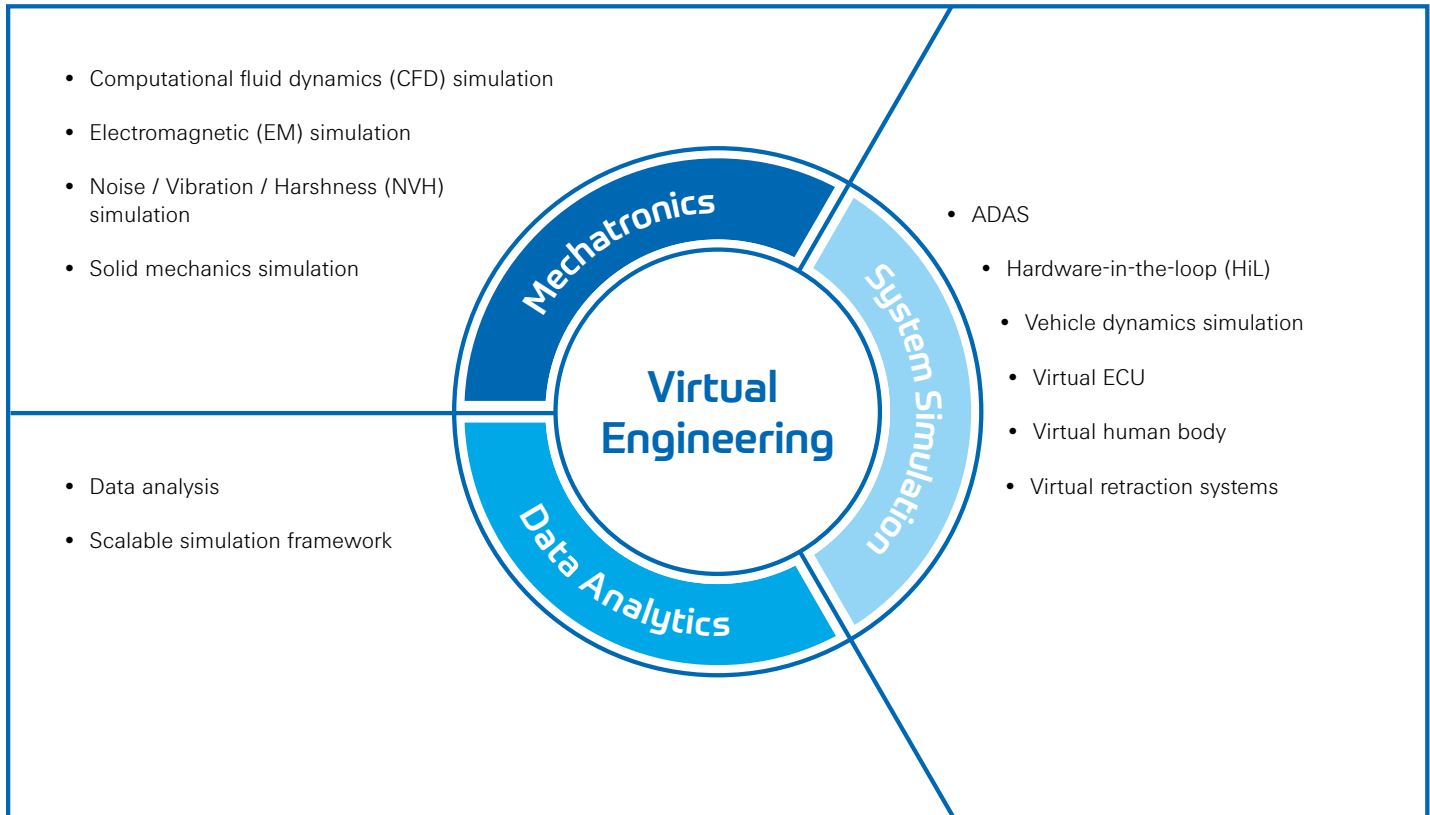 • Computational fluid dynamics (CFD) simulation
• Electromagnetic (EM) simulation
• Noise / Vibration / Harshness (NVH)
simulation
• Solid mechanics simulation
Mechatronics
• ADAS
• Hardware-in-the-loop (HiL)
• Vehicle dynamics simulation
• Virtual ECU
• Virtual human body
• Virtual retraction systems
System Simulation
Virtual
Engineering
• Data analysis
• Scalable simulation framework
Data Analytics